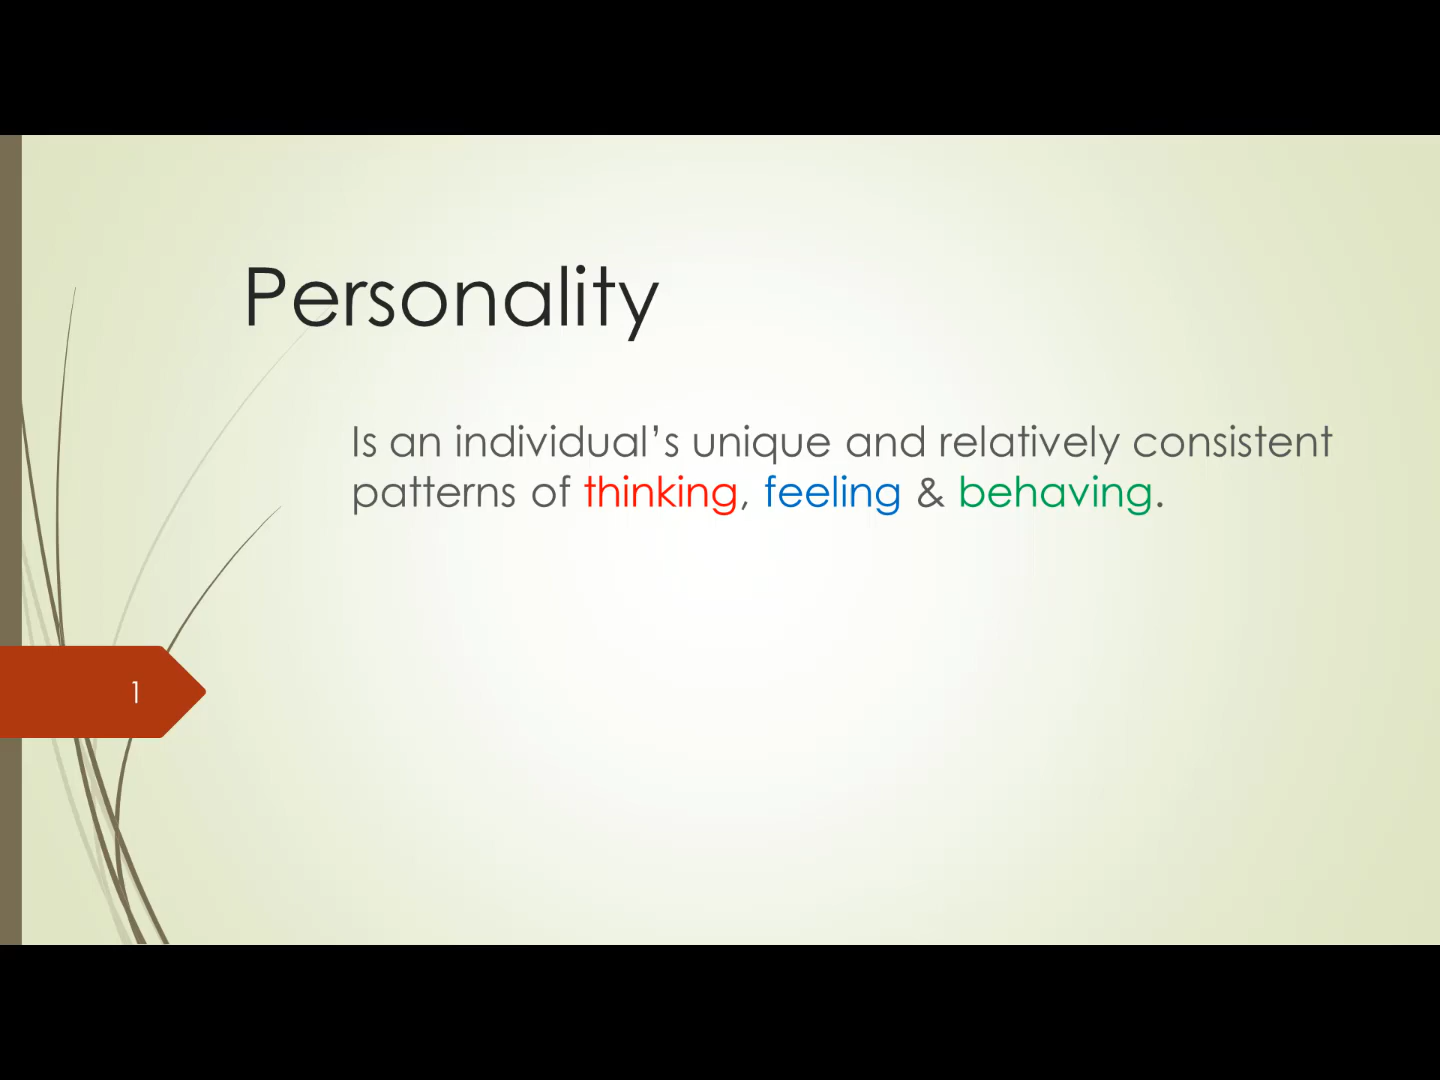 Personality
Is an individual’s unique and relatively consistent
patterns of thinking, feeling & behaving.
1